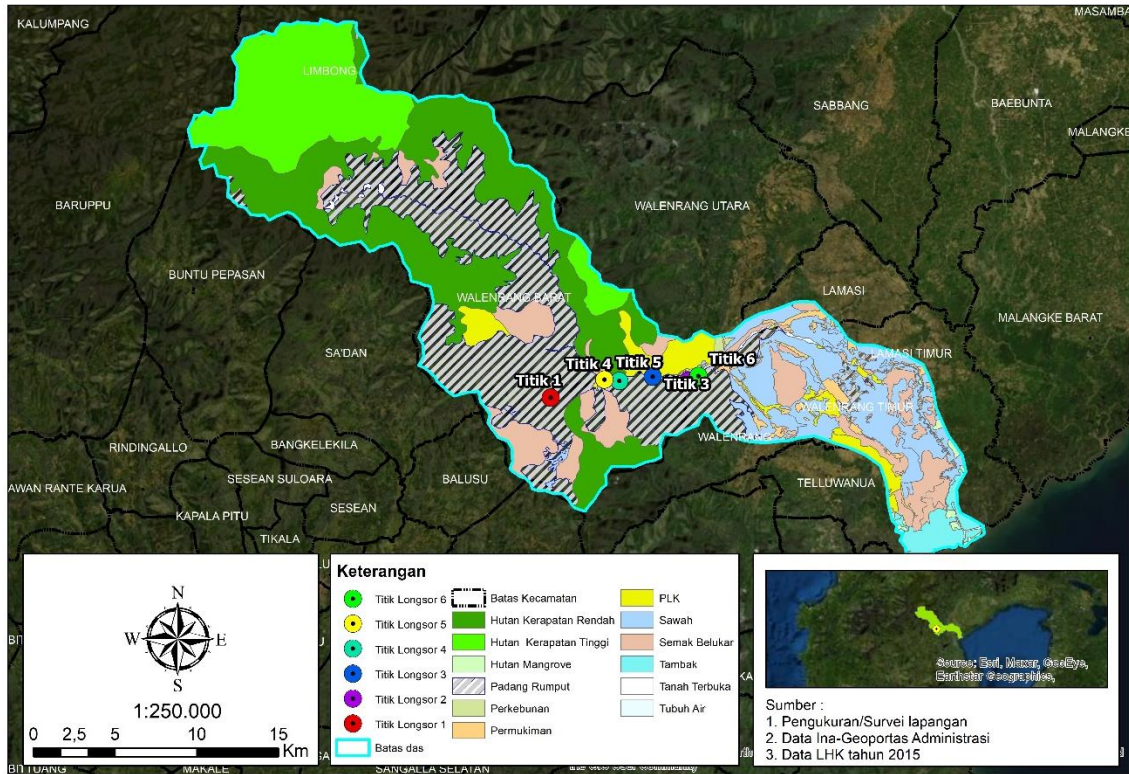 KALUMPANG
MASAMBA
LIMBONG
SABBANG
BAEBUNTA
MALANGKE
BARUPPU
WALENRANG UTARA
BUNTU PEPASAN
LAMASI
WALENRANG BARAT
MALANGKE BARAT
SA'DAN
LAMASI TIMUR
Titik 4
Titik 5
Titik 6
Titik 1
Titik 3
WALENRANG TIMUR
WALENRANG
RINDINGALLO
BANGKELEKILA
BALUSU
TELLUWANUA
AWAN RANTE KARUA
SESEAN SULOARA
SESEAN
KAPALA PITU
TIKALA
N
W E
S
1:250.000
0 2,5 5 10 15
Km
Keterangan
Titik Longsor 6
Titik Longsor 5
Titik Longsor 4
Titik Longsor 3
Titik Longsor 2
Titik Longsor 1
Batas das
Batas Kecamatan
Hutan Kerapatan Rendah
Hutan Kerapatan Tinggi
Hutan Mangrove
Padang Rumput
Perkebunan
Permukiman
PLK
Sawah
Semak Belukar
Tambak
Tanah Terbuka
Tubuh Air
Source: Esri, Maxar, GeoEye,
Earthstar Geographics,
Sumber :
1. Pengukuran/Survei lapangan
2. Data Ina-Geoportas Administrasi
3. Data LHK tahun 2015
MAKALE
SANGALLA SELATAN